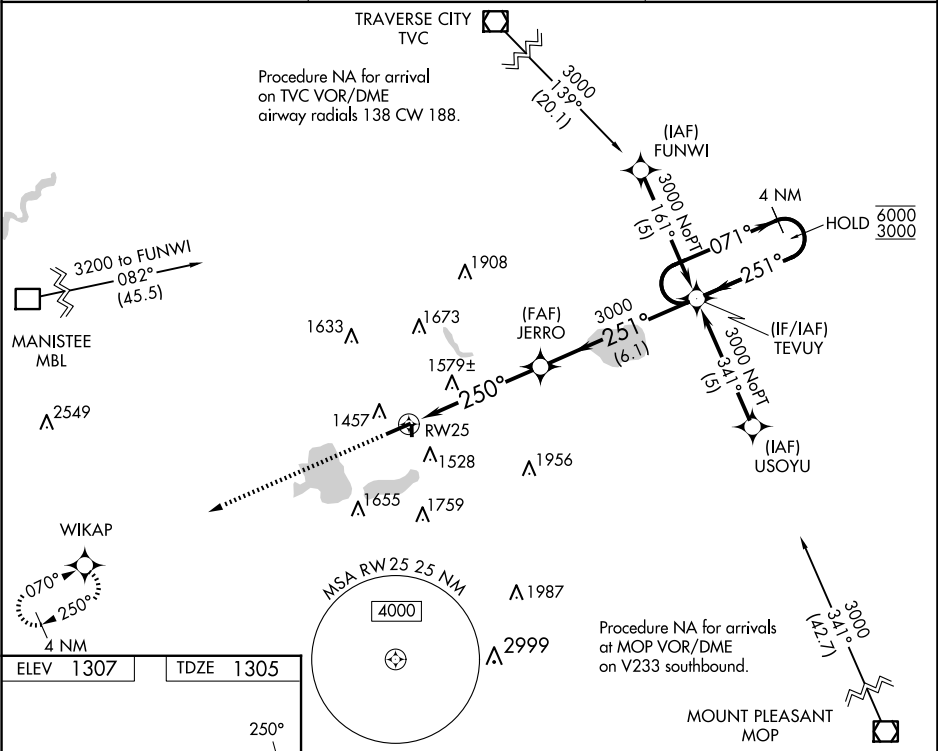 TRAVERSE CITY
TVC
Procedure NA for arrival
on TVC VOR/DME
airway radials 138 CW 188.
3000
139°
(20.1)
(IAF)
FUNWI
3000 NoPT
161°
(5)
4 NM
HOLD
6000
3000
071°
251°
3200 to FUNWI
082°
(45.5)
MANISTEE
MBL
1908
1673
1633
(FAF)
JERRO
3000
251°
(6.1)
(IF/IAF)
TEVUY
3000 NoPT
341°
(5)
1579±
250°
2549
1457
RW25
1528
1956
(IAF)
USOYU
1655
1759
WIKAP
070°
250°
4 NM
MSA RW25 25 NM
4000
1987
2999
Procedure NA for arrivals
at MOP VOR/DME
on V233 southbound.
3000
341°
(42.7)
MOUNT PLEASANT
MOP
ELEV 1307
TDZE 1305
250°